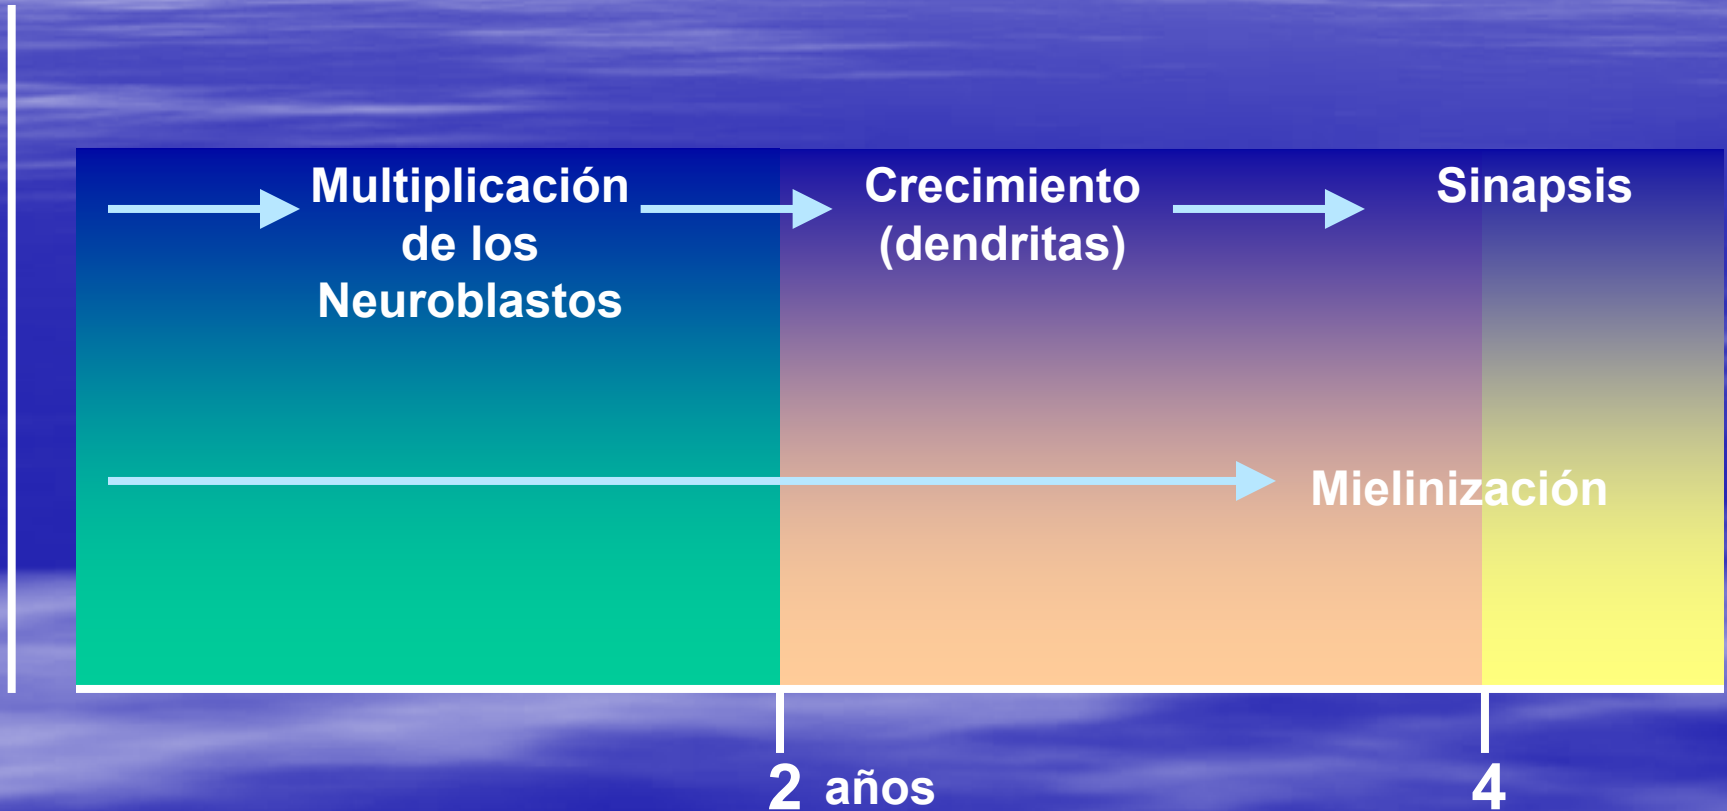 Multiplicación
de los
Neuroblastos
Crecimiento
(dendritas)
Sinapsis
Mielinización
2 años
4